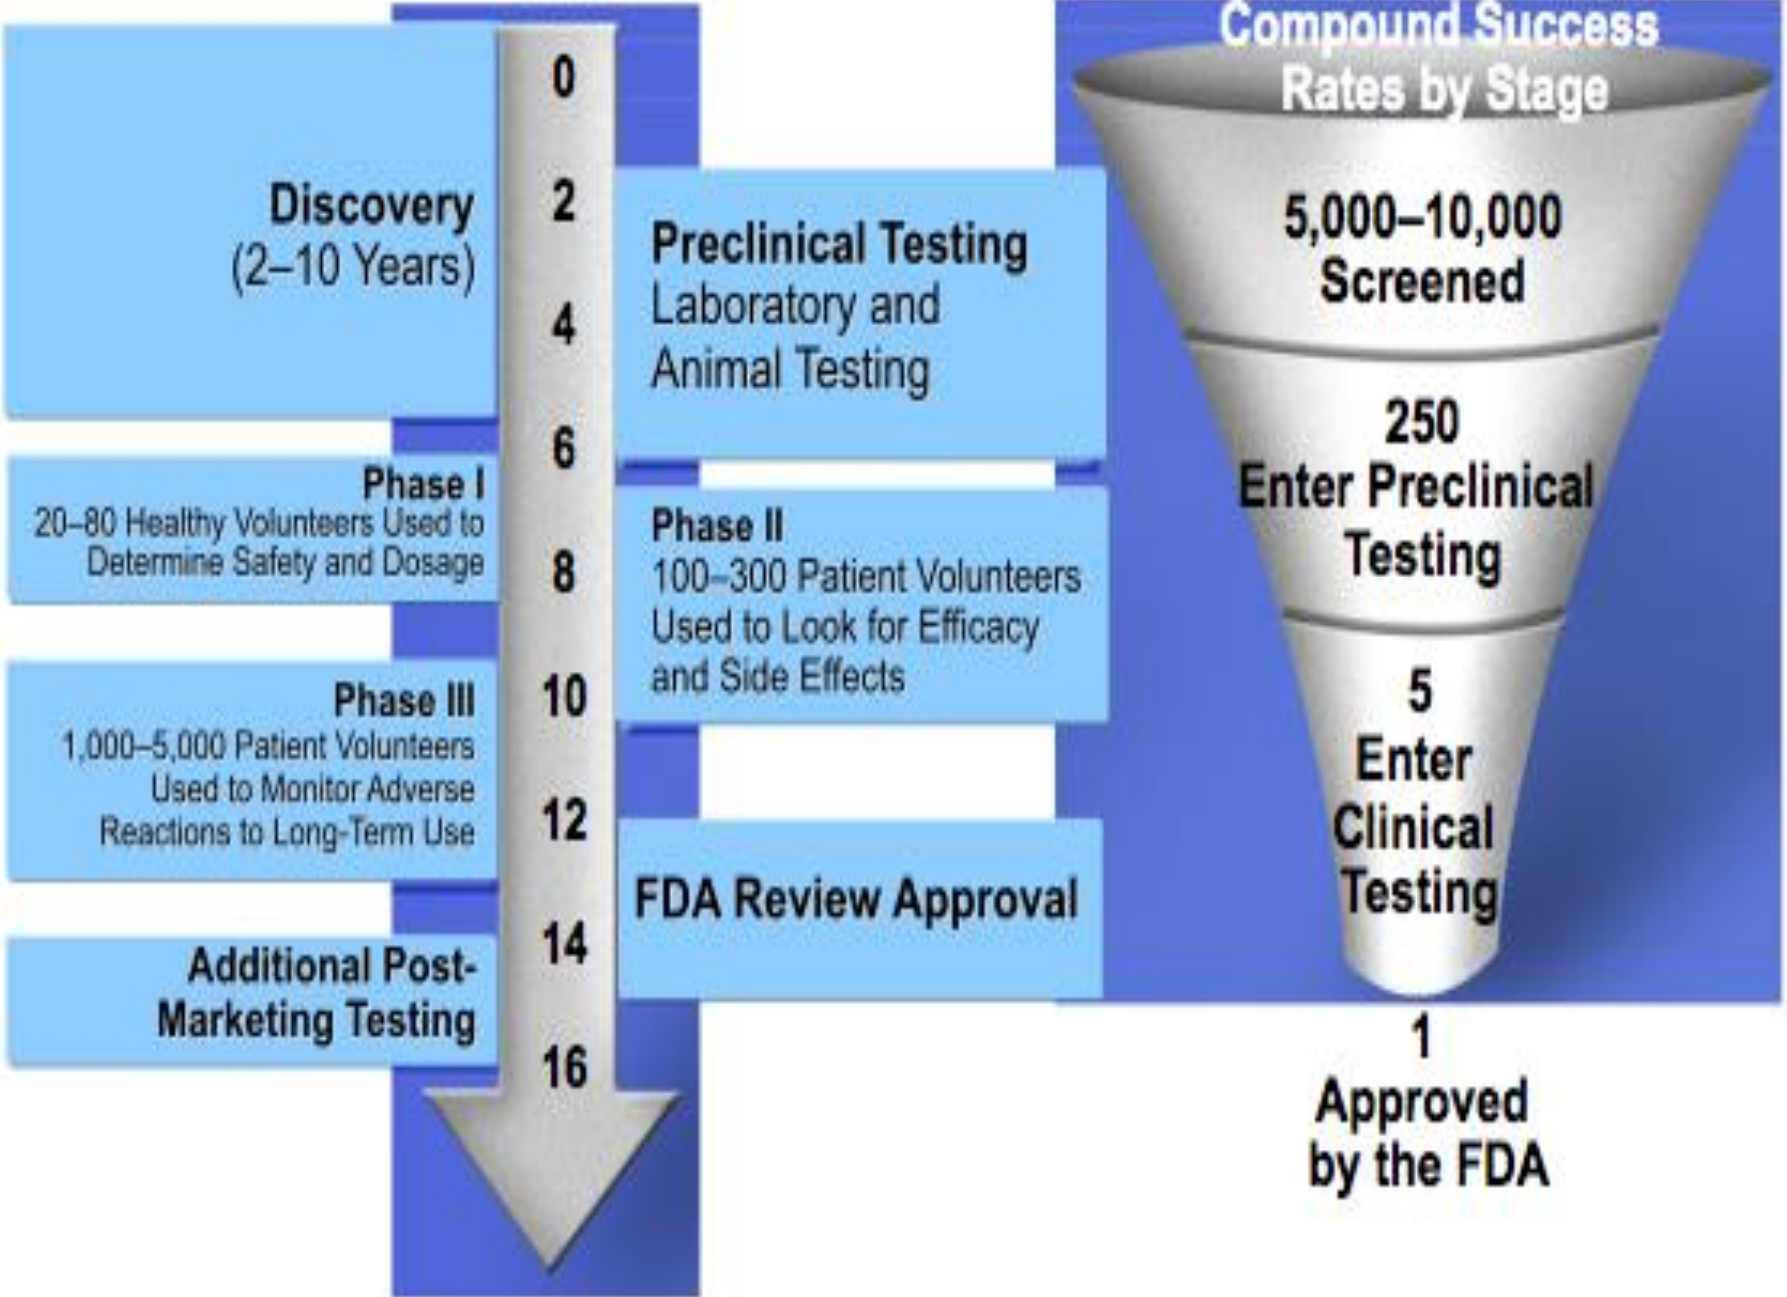 Discovery
(2–10 Years)
Phase I
20–80 Healthy Volunteers Used to
Determine Safety and Dosage
Phase III
1,000–5,000 Patient Volunteers
Used to Monitor Adverse
Reactions to Long-Term Use
Additional Post-
Marketing Testing
0
2
4
6
8
10
12
14
16
Preclinical Testing
Laboratory and
Animal Testing
Phase II
100–300 Patient Volunteers
Used to Look for Efficacy
and Side Effects
FDA Review Approval
Compound Success
Rates by Stage
5,000–10,000
Screened
250
Enter Preclinical
Testing
5
Enter
Clinical
Testing
1
Approved
by the FDA